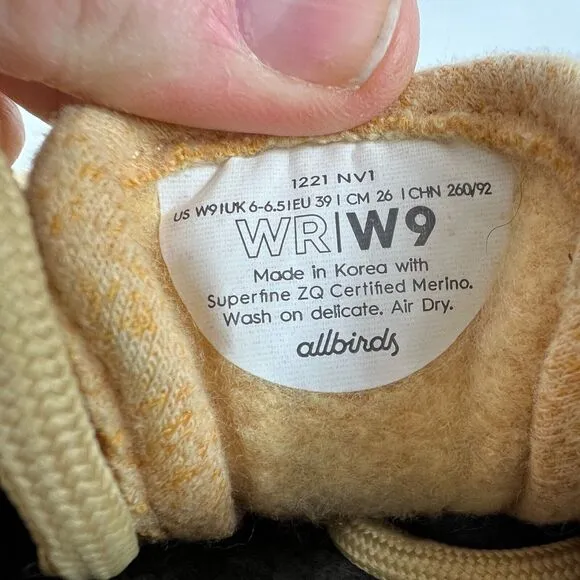 1221 NV1
US W9 | UK 6-6.5 | EU 39 | CM 26 | CHN 260/92
WR|W9
Made in Korea with
Superfine ZQ Certified Merino.
Wash on delicate. Air Dry.
allbirds